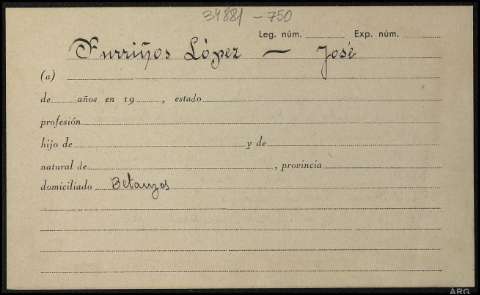 34881 - 750
Leg. núm. Exp. núm.
Furriños López — José
(a)
de años en 19 , estado
profesión
hijo de y de
natural de , provincia
domiciliado Betanzos
ARG